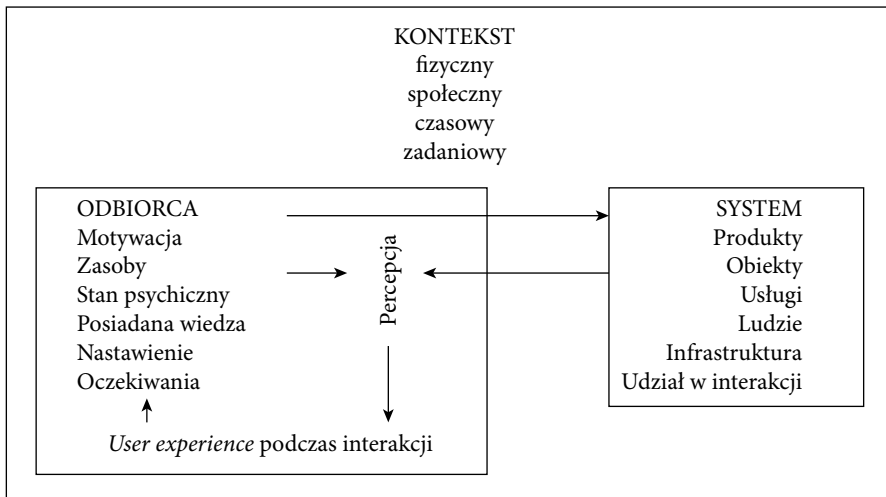 KONTEKST
fizyczny
społeczny
czasowy
zadaniowy
ODBIORCA
Motywacja
Zasoby
Stan psychiczny
Posiadana wiedza
Nastawienie
Oczekiwania
Percepcja
User experience podczas interakcji
SYSTEM
Produkty
Obiekty
Usługi
Ludzie
Infrastruktura
Udział w interakcji